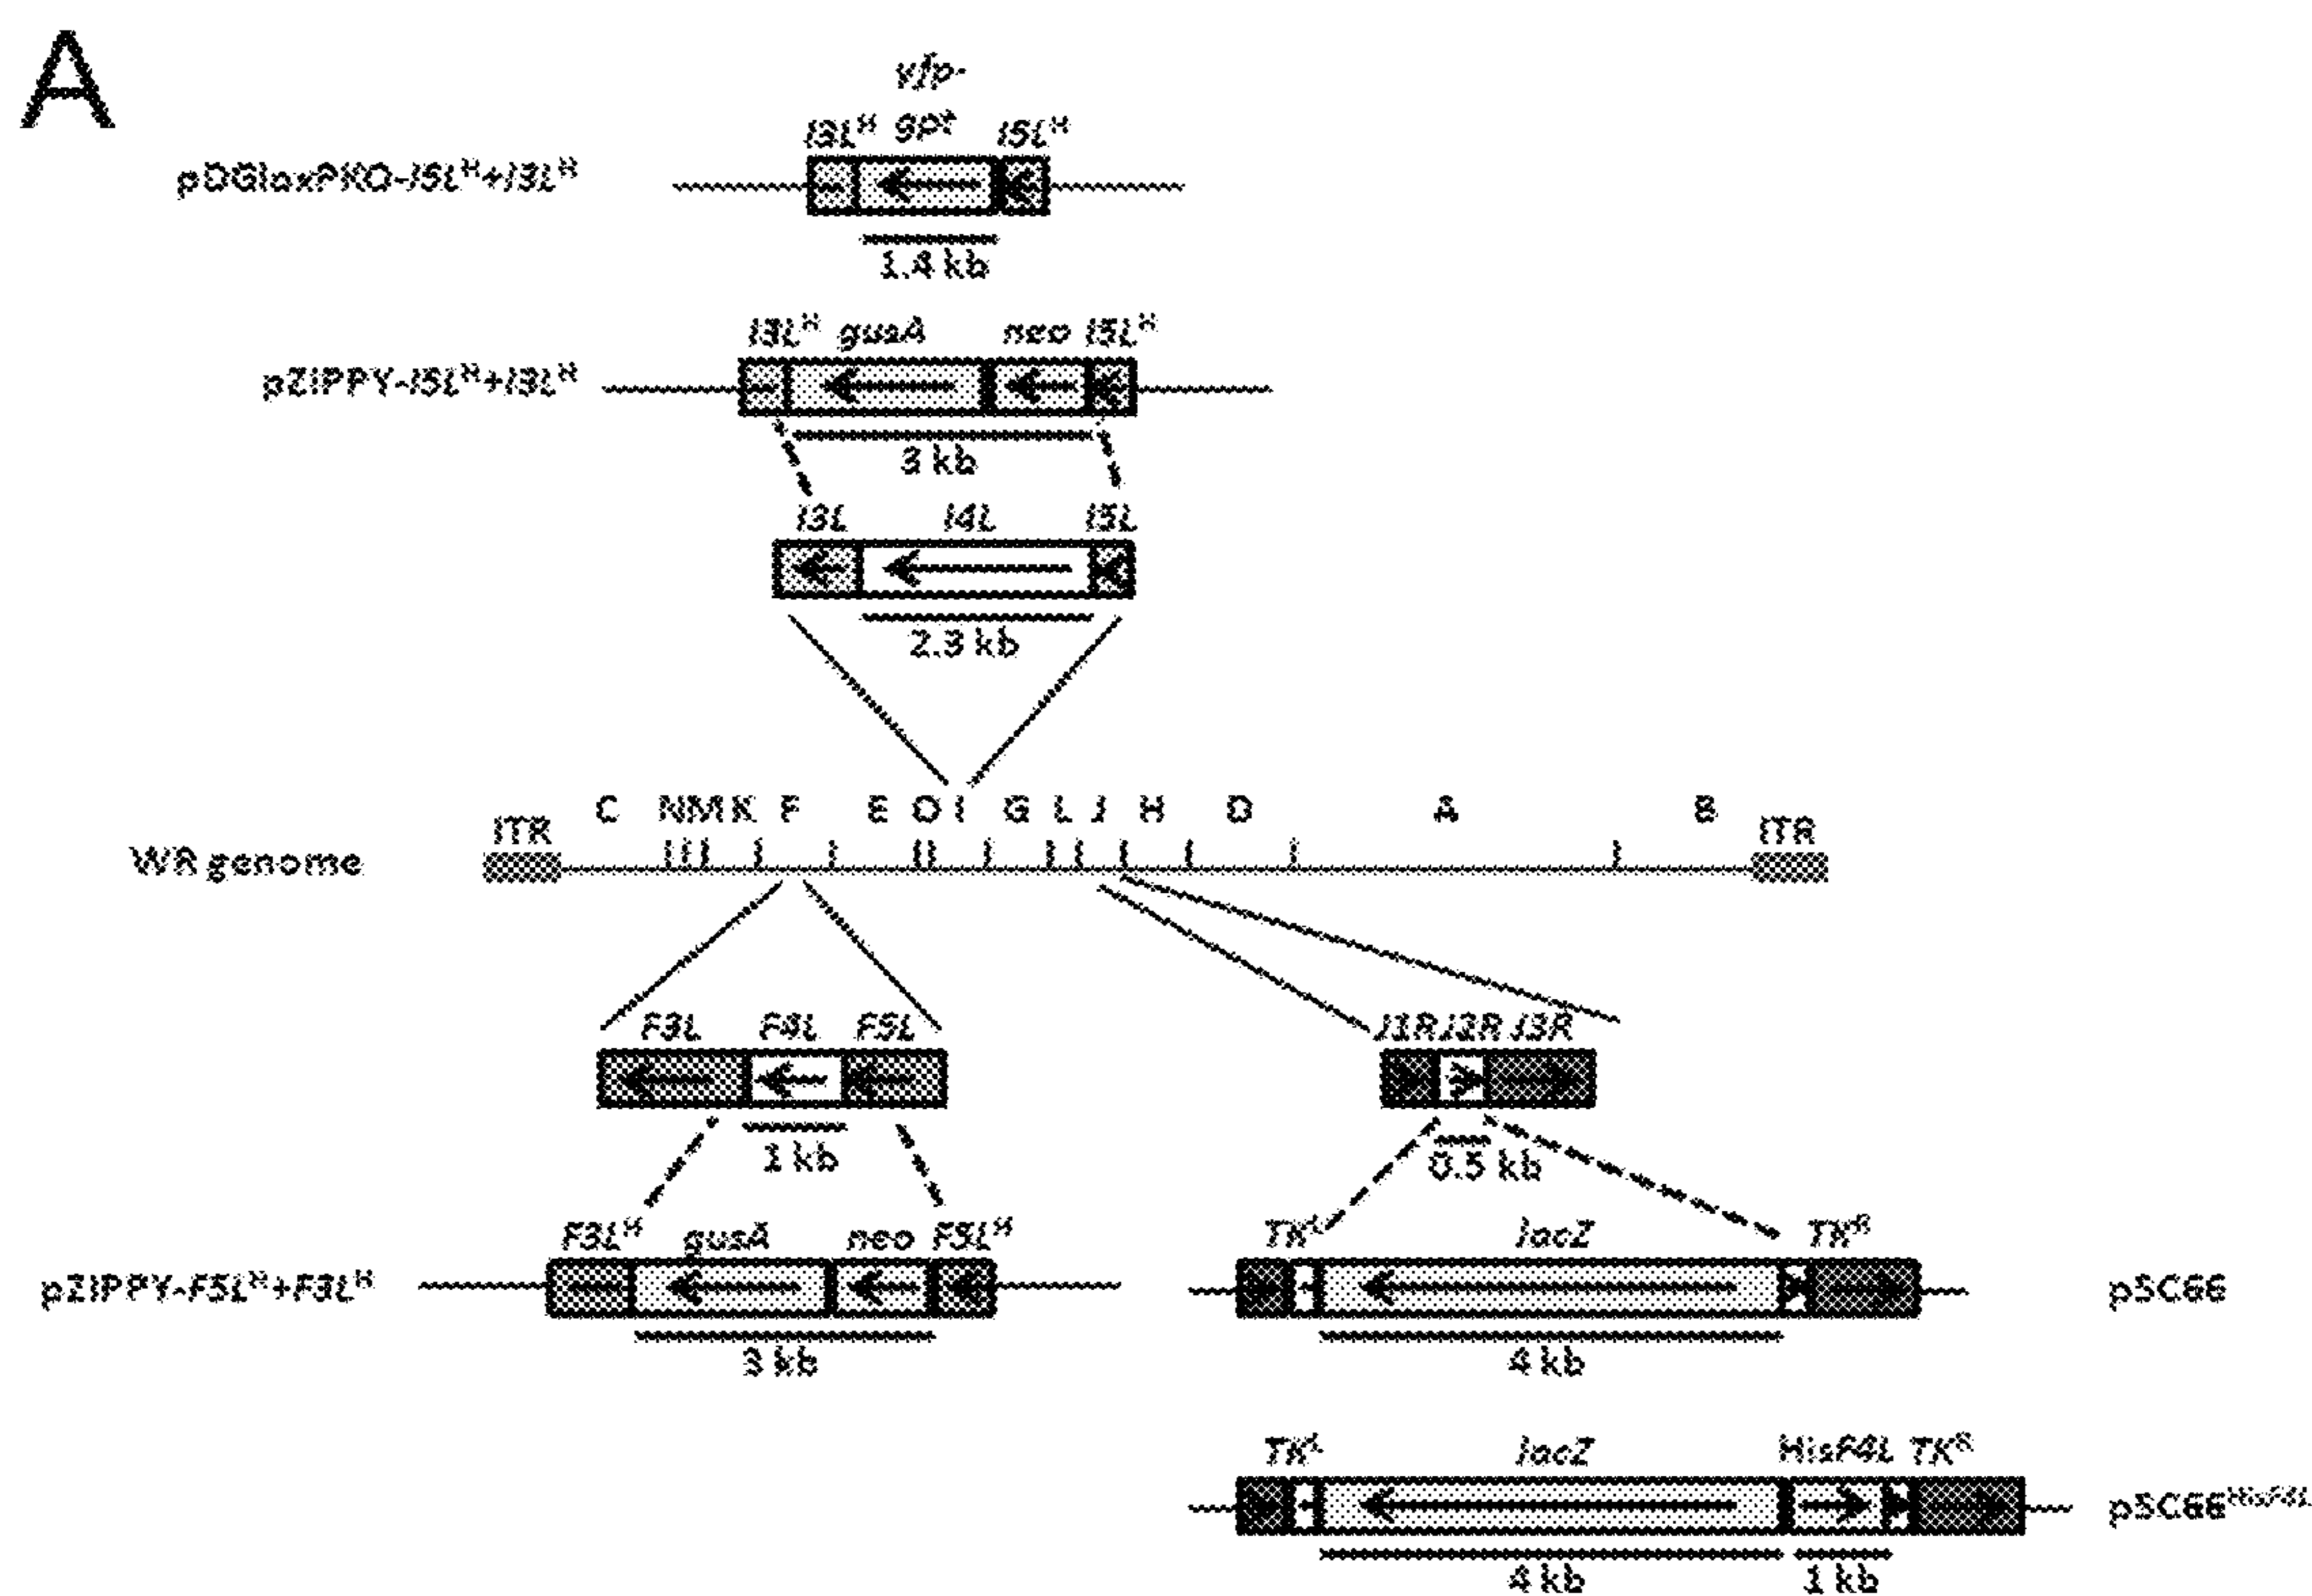 A
yfp-
I3L^H gpt I5L^H
pDGloxPKO-I5L^H+I3L^H
1.4 kb
I3L^H gusA neo I5L^H
pZIPPY-I5L^H+I3L^H
3 kb
I3L I4L I5L
2.3 kb
C N M K F E O I G L J H D A B
ITR ITR
WR genome
F3L F4L F5L J1R J2R J3R
1 kb 0.5 kb
F3L^H gusA neo F5L^H TK^L lacZ TK^R
pZIPPY-F5L^H+F3L^H pSC66
3 kb 4 kb
TK^L lacZ HisF4L TK^R
pSC66^HisF4L
4 kb 1 kb